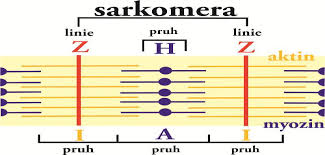 sarkomera
linie pruh linie
Z H Z
aktin
myozin
I A I
pruh pruh pruh